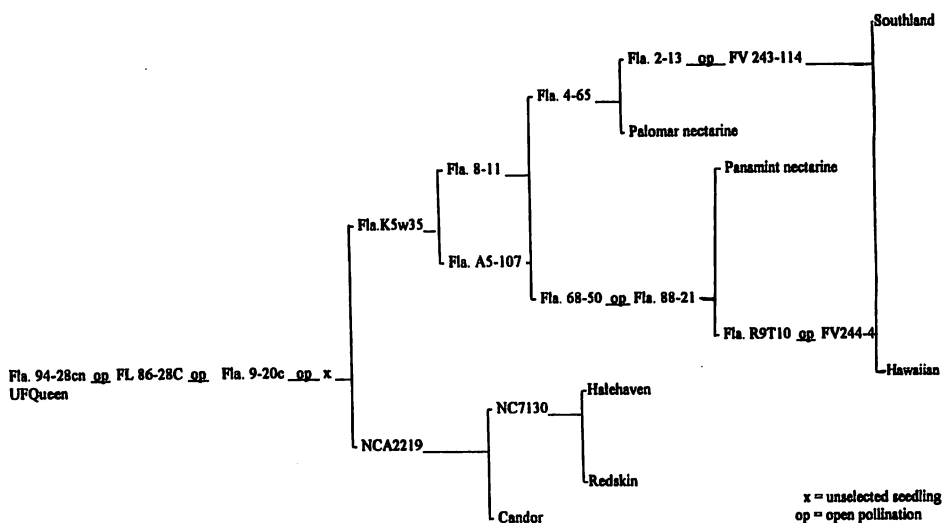 Southland
Fla. 2-13 op FV 243-114
Fla. 4-65
Palomar nectarine
Fla. 8-11
Panamint nectarine
Fla.K5w35
Fla. A5-107
Fla. 68-50 op Fla. 88-21
Fla. R9T10 op FV244-4
Fla. 94-28cn op FL 86-28C op Fla. 9-20c op x
UFQueen
Hawaiian
Halehaven
NC7130
NCA2219
Redskin
Candor
x = unselected seedling
op = open pollination